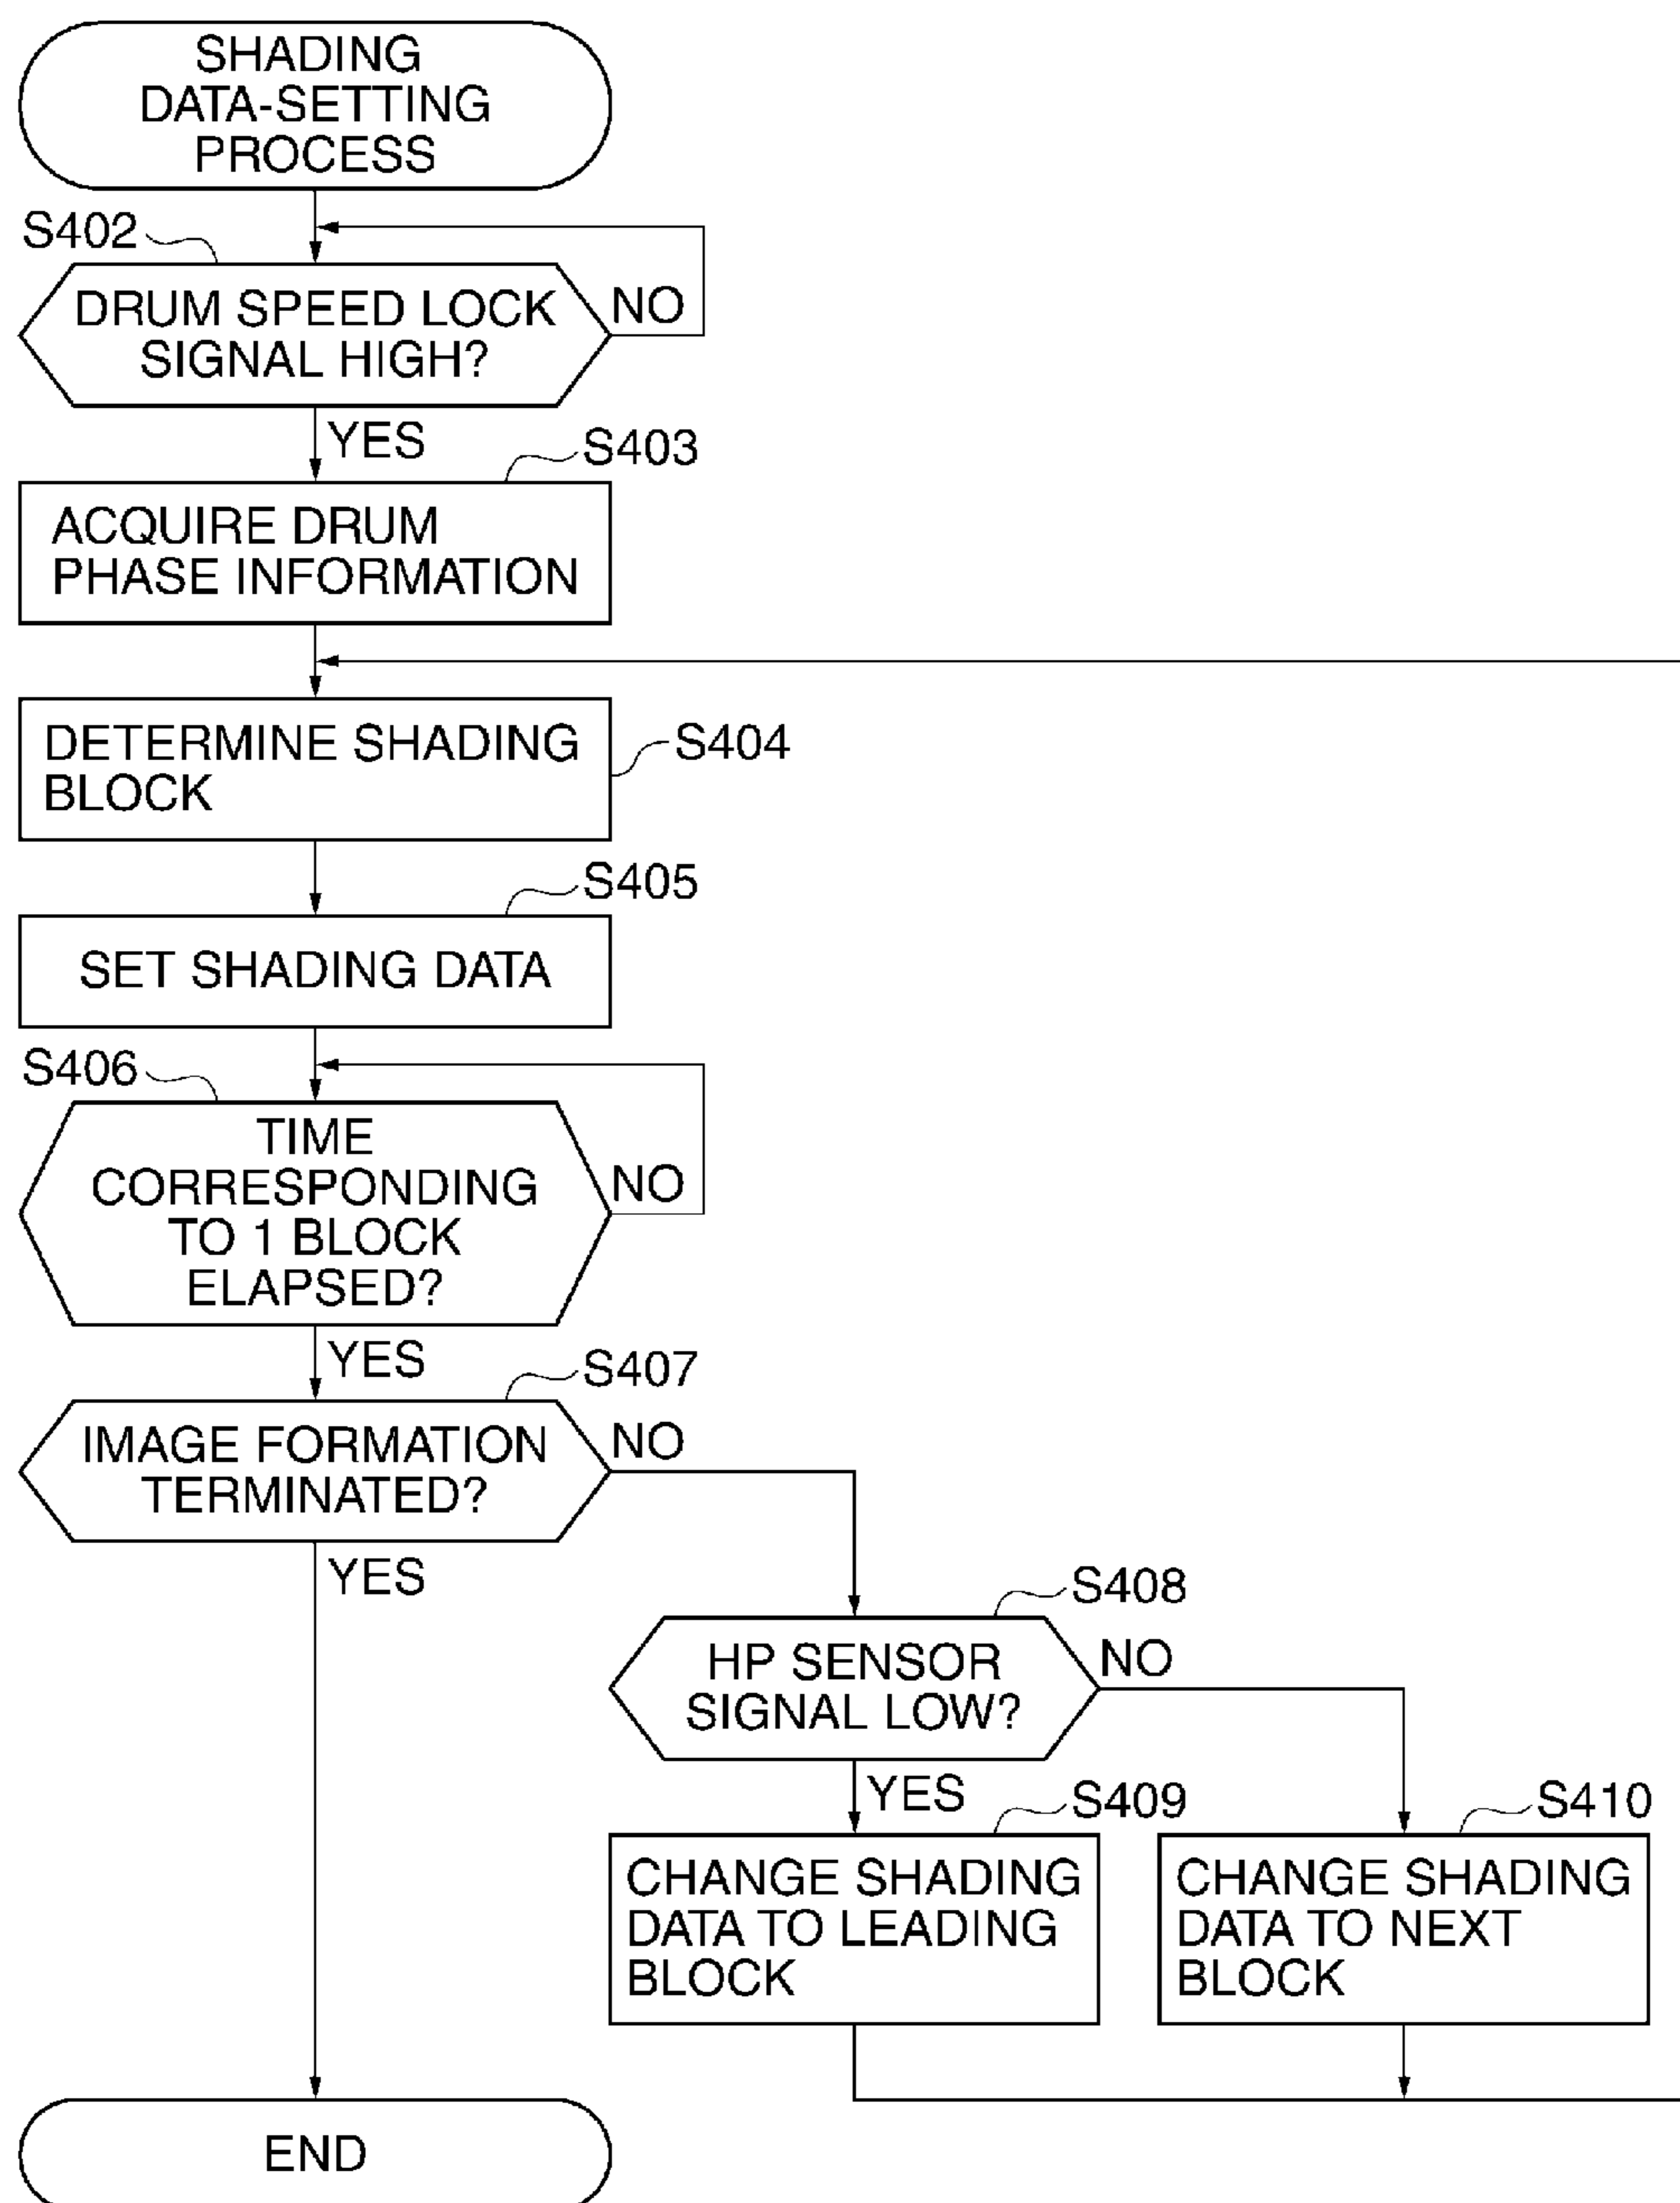 SHADING
DATA-SETTING
PROCESS
S402
DRUM SPEED LOCK
SIGNAL HIGH?
NO
YES
S403
ACQUIRE DRUM
PHASE INFORMATION
DETERMINE SHADING
BLOCK
S404
S405
SET SHADING DATA
S406
TIME
CORRESPONDING
TO 1 BLOCK
ELAPSED?
NO
YES
S407
IMAGE FORMATION
TERMINATED?
NO
YES
S408
HP SENSOR
SIGNAL LOW?
NO
YES
S409
CHANGE SHADING
DATA TO LEADING
BLOCK
S410
CHANGE SHADING
DATA TO NEXT
BLOCK
END